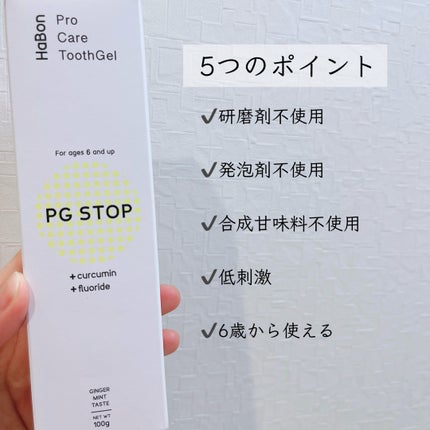 HaBon
Pro
Care
ToothGel
For ages 6 and up
PG STOP
+curcumin
+fluoride
GINGER
MINT
TASTE
NET WT
100g
5つのポイント
✔研磨剤不使用
✔発泡剤不使用
✔合成甘味料不使用
✔低刺激
✔6歳から使える